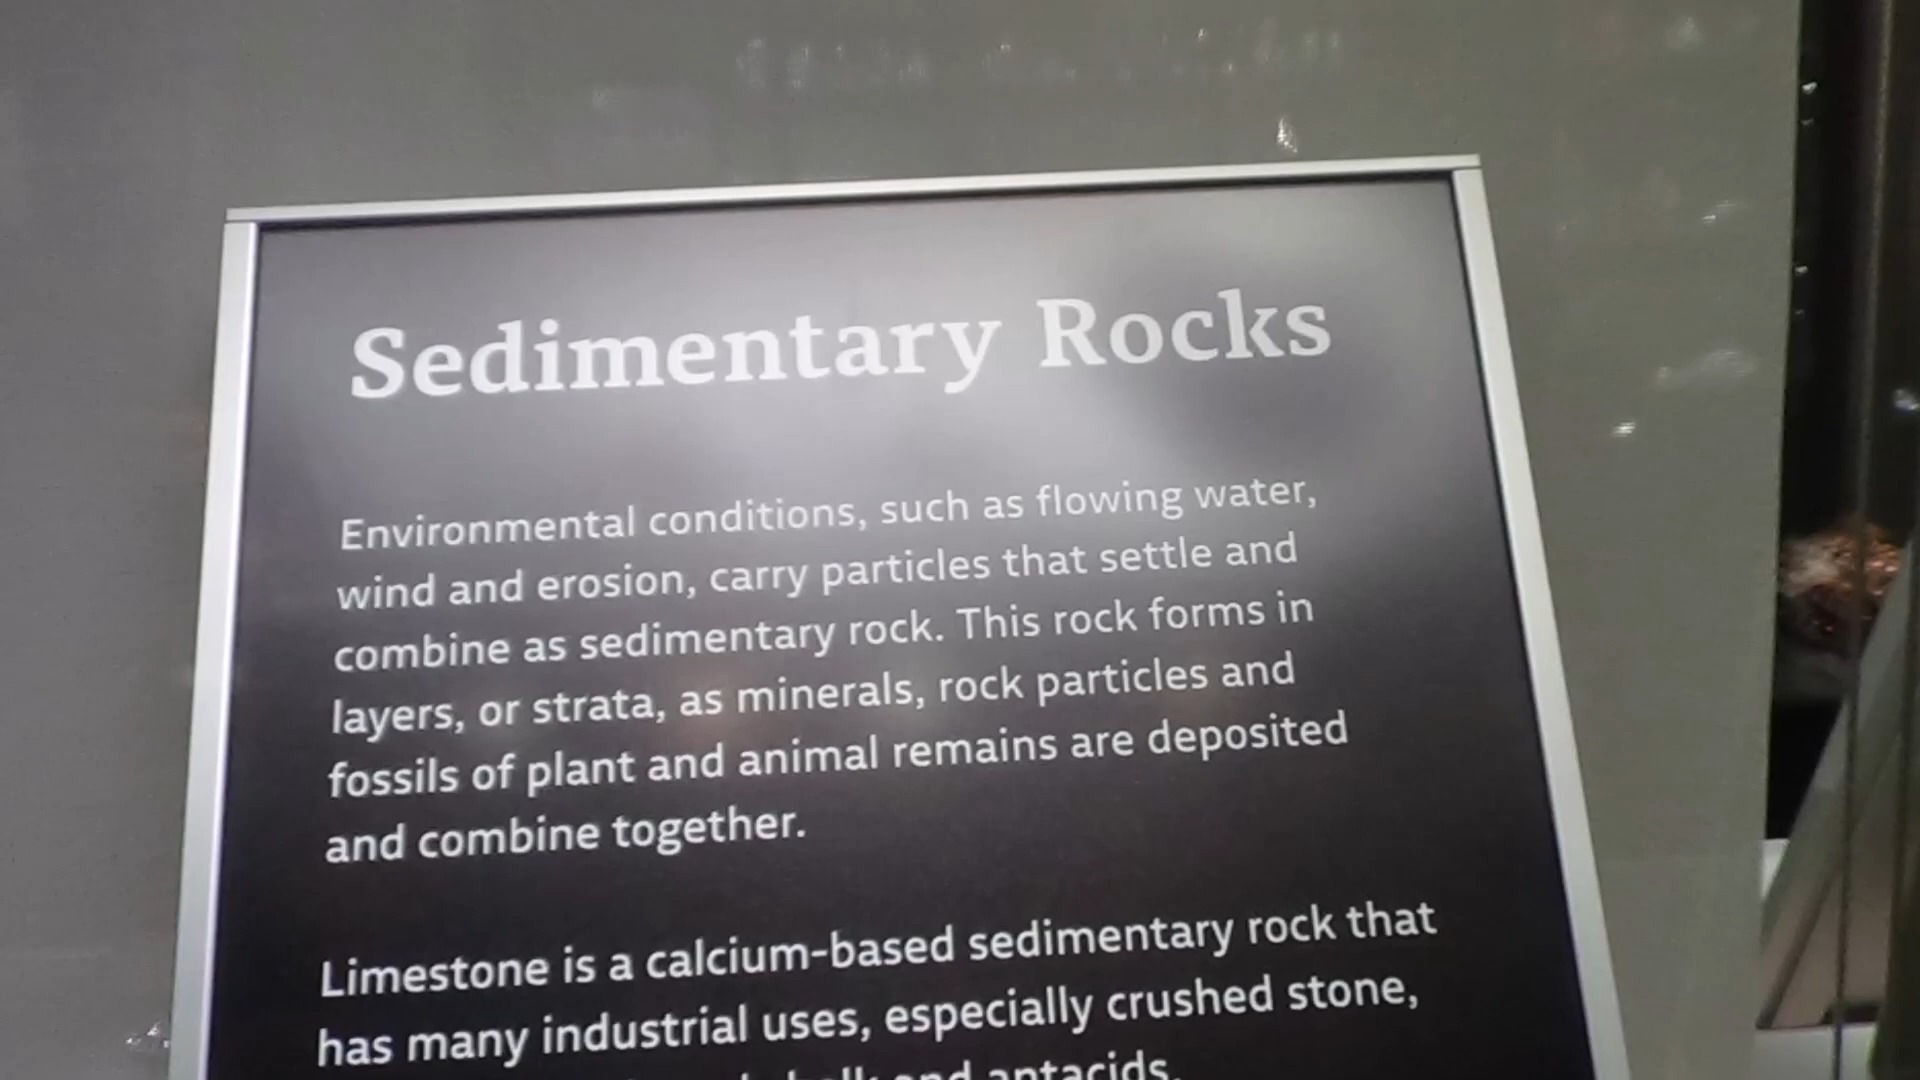 Sedimentary Rocks
Environmental conditions, such as flowing water,
wind and erosion, carry particles that settle and
combine as sedimentary rock. This rock forms in
layers, or strata, as minerals, rock particles and
fossils of plant and animal remains are deposited
and combine together.
Limestone is a calcium-based sedimentary rock that
has many industrial uses, especially crushed stone,
and antacids.